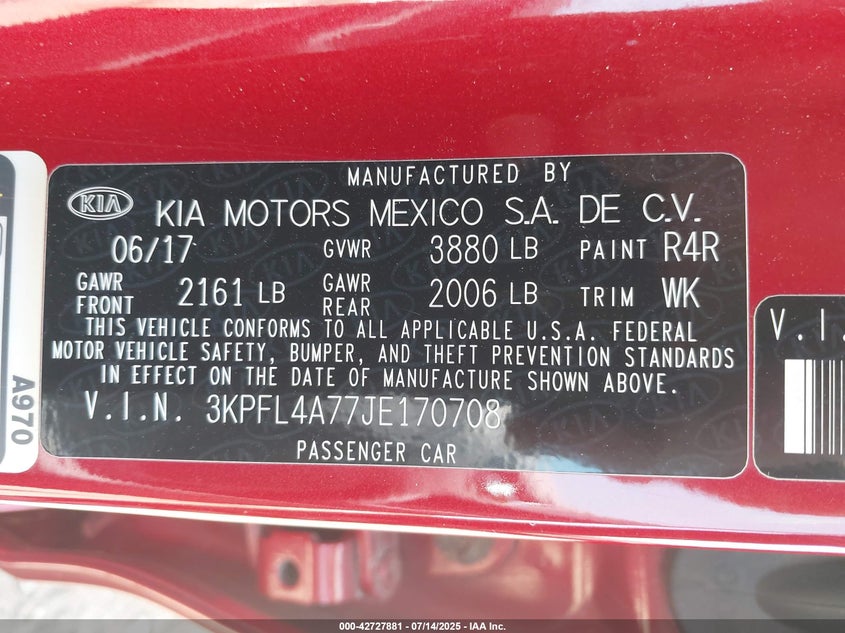 MANUFACTURED BY
KIA KIA MOTORS MEXICO S.A. DE C.V.
06/17 GVWR 3880 LB PAINT R4R
GAWR FRONT 2161 LB GAWR REAR 2006 LB TRIM WK
THIS VEHICLE CONFORMS TO ALL APPLICABLE U.S.A. FEDERAL
MOTOR VEHICLE SAFETY, BUMPER, AND THEFT PREVENTION STANDARDS
IN EFFECT ON THE DATE OF MANUFACTURE SHOWN ABOVE.
V.I.N. 3KPFL4A77JE170708
PASSENGER CAR
A970
V.I.
000-42727881 - 07/14/2025 - IAA Inc.